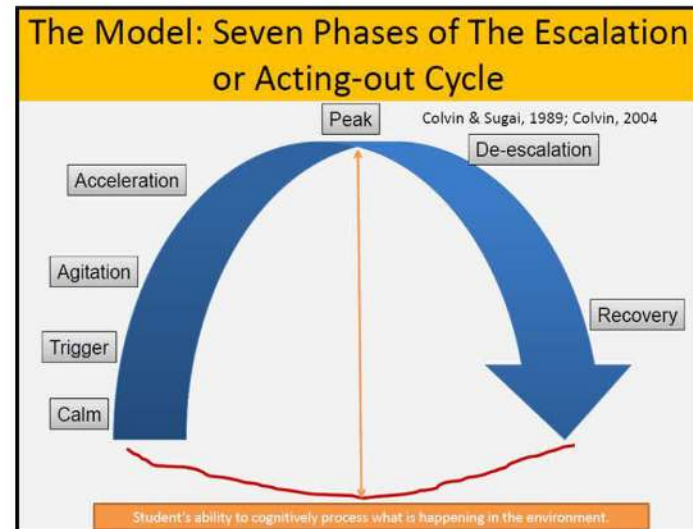 The Model: Seven Phases of The Escalation
or Acting-out Cycle
Peak
Colvin & Sugai, 1989; Colvin, 2004
De-escalation
Acceleration
Agitation
Recovery
Trigger
Calm
Student's ability to cognitively process what is happening in the environment.